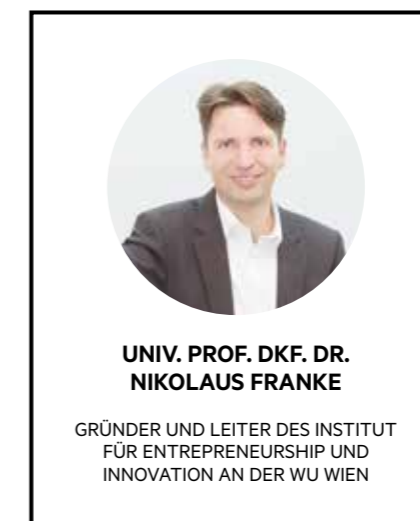 UNIV. PROF. DKF. DR.
NIKOLAUS FRANKE
GRÜNDER UND LEITER DES INSTITUT
FÜR ENTREPRENEURSHIP UND
INNOVATION AN DER WU WIEN